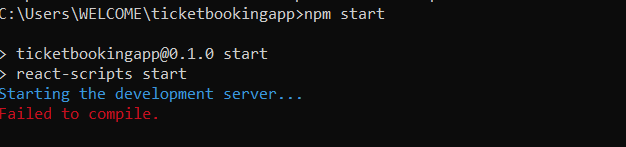 C:\Users\WELCOME\ticketbookingapp>npm start
> ticketbookingapp@0.1.0 start
> react-scripts start
Starting the development server...
Failed to compile.